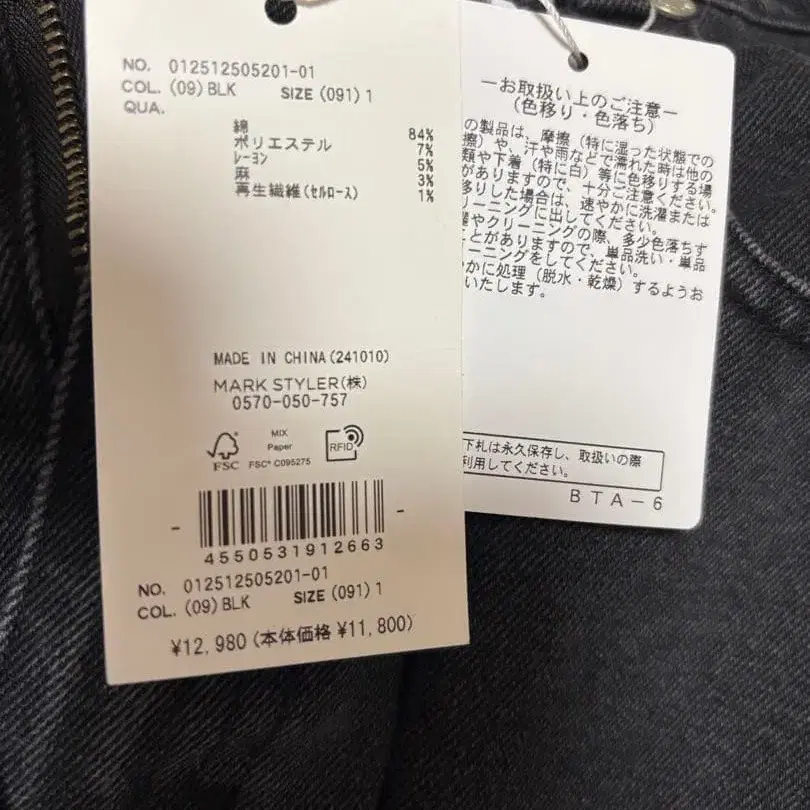 NO. 012512505201-01
COL. (09) BLK SIZE (091) 1
QUA.
綿 84%
ポリエステル 7%
レーヨン 5%
麻 3%
再生繊維(セルロース) 1%
MADE IN CHINA(241010)
MARK STYLER(株)
0570-050-757
FSC
MIX
Paper
FSC® C095275
RFID
4550531912663
NO. 012512505201-01
COL. (09) BLK SIZE (091) 1
¥12,980(本体価格 ¥11,800)
ーお取扱い上のご注意ー
(色移り・色落ち)
の製品は、摩擦(特に湿った状態での
擦)や、汗や雨などで濡れた時は他の
類や下着(特に白)等に色移りする場
がありますので、十分ご注意ください。
移りした場合は、速やかに洗濯または
リーニングに出してください。
濯やクリーニングの際、多少色落ちす
ことがありますので、単品洗い・単品
ーニングをしてください。
やかに処理(脱水・乾燥)するようお
いたします。
下札は永久保存し、取扱いの際
利用してください。
BTA-6